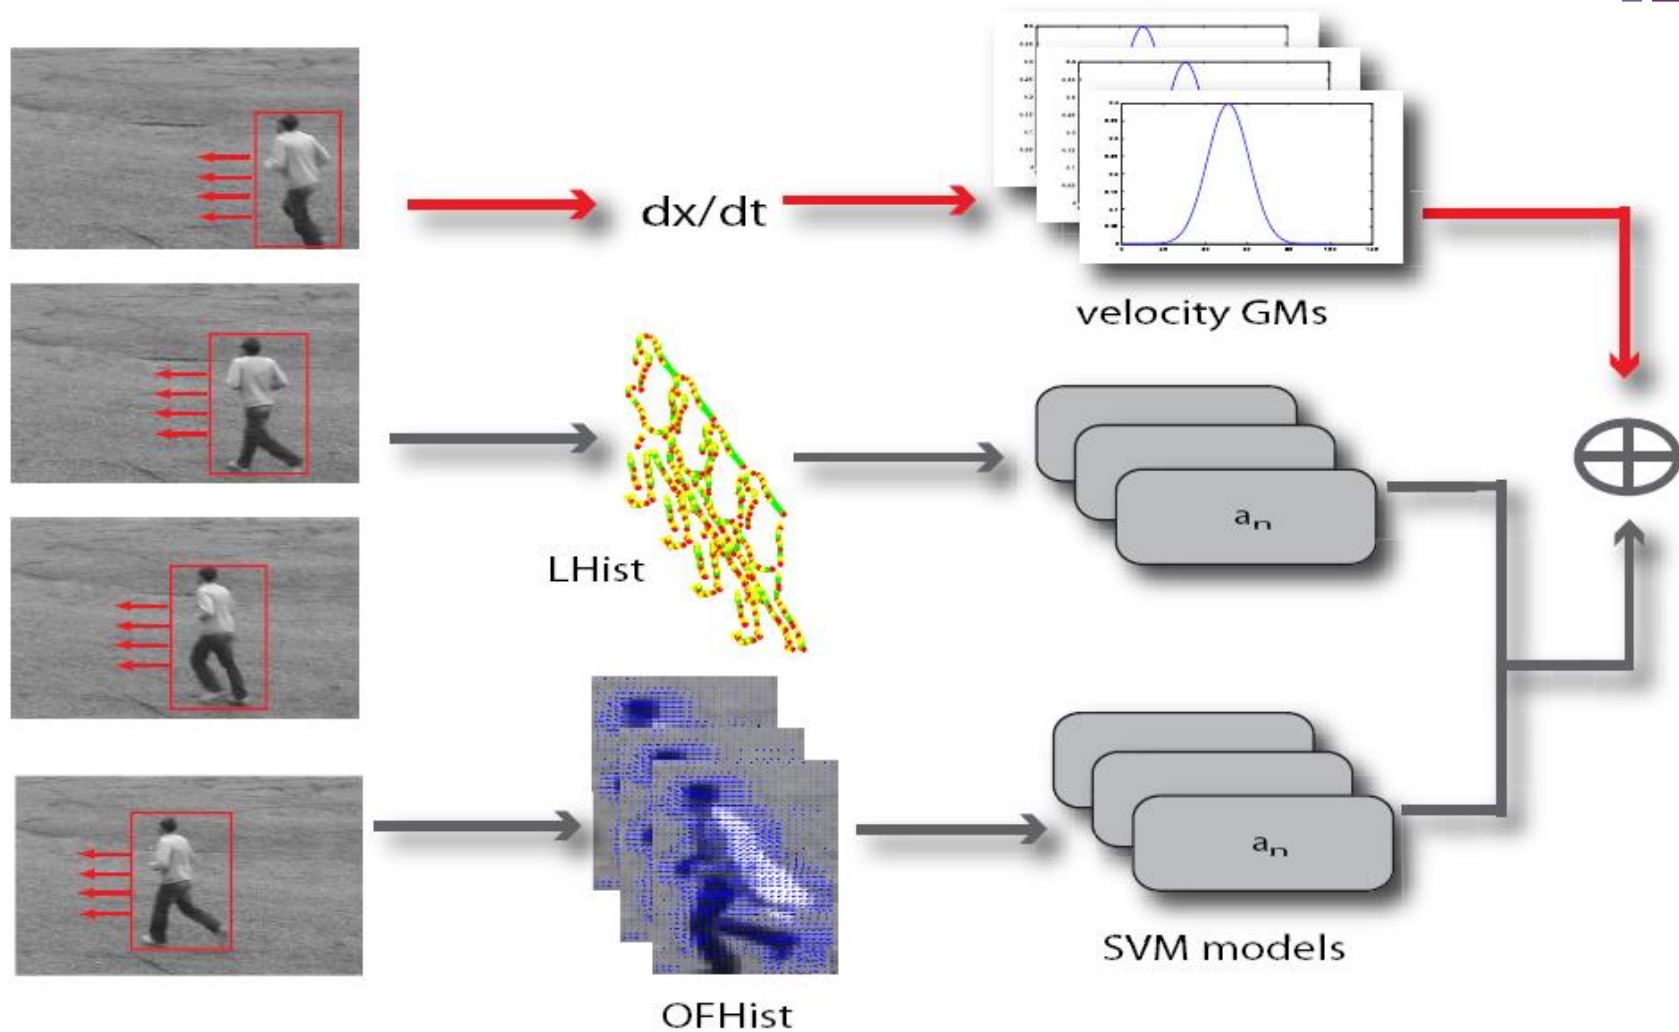 dx/dt
velocity GMs
LHist
aₙ
aₙ
SVM models
OFHist